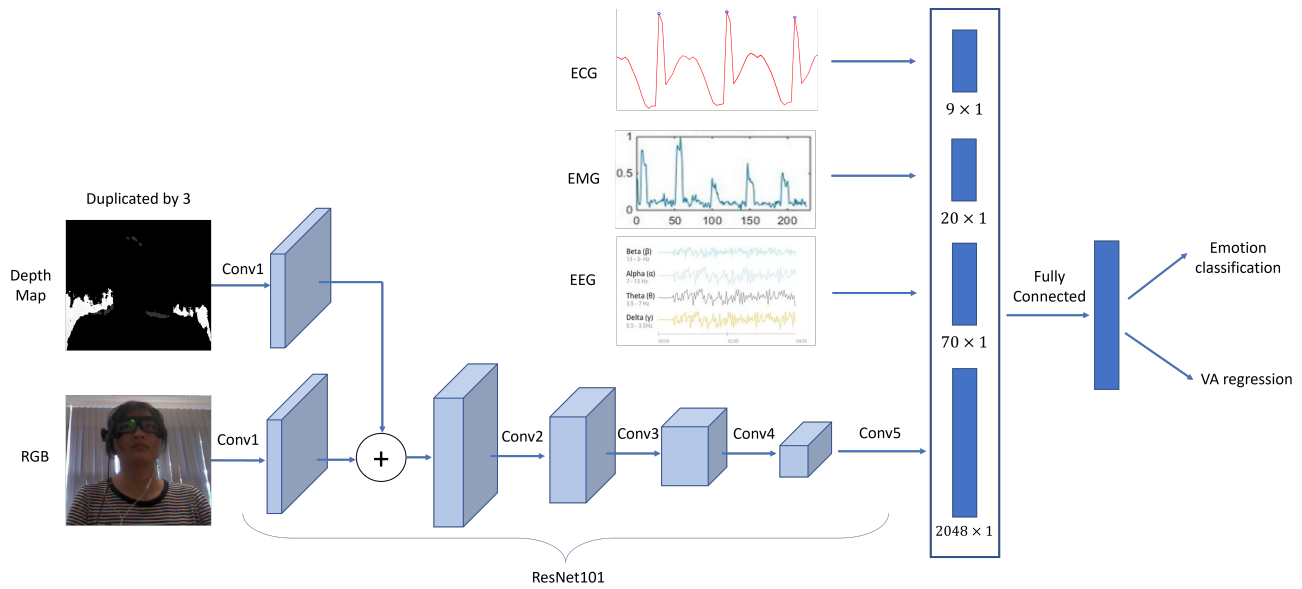 Duplicated by 3
Depth
Map
Conv1
RGB
Conv1
+
Conv2
Conv3
Conv4
Conv5
ResNet101
ECG
EMG
1
0.5
0
0
50
100
150
200
EEG
Beta (β)
13 - 3- Hz
Alpha (α)
7 - 13 Hz
Theta (θ)
3.5 - 7 Hz
Delta (γ)
0.5 - 3.5Hz
9 × 1
20 × 1
70 × 1
2048 × 1
Fully
Connected
Emotion
classification
VA regression